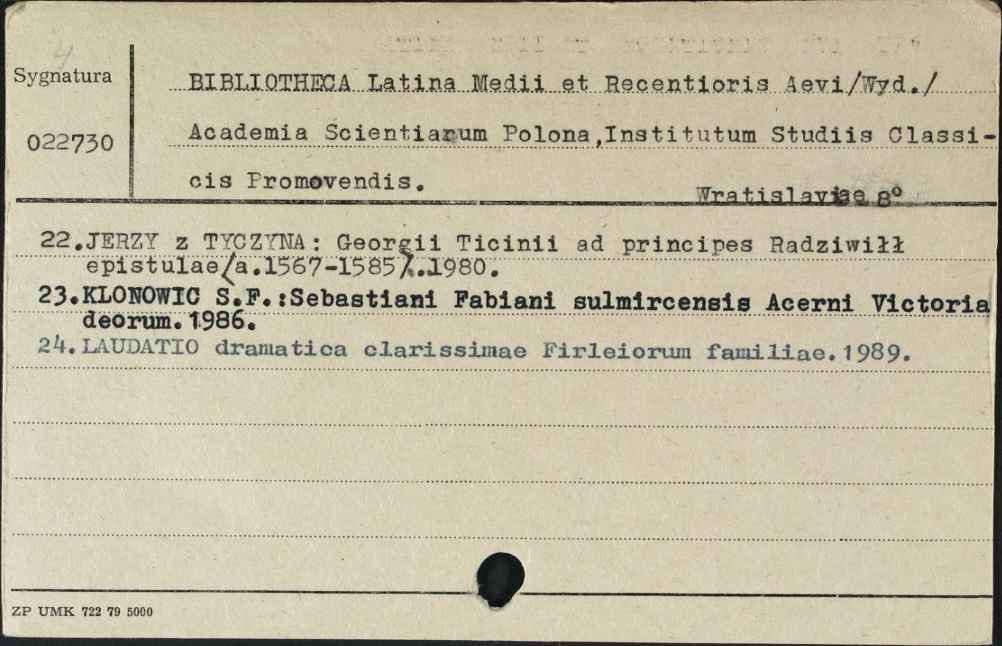 4
Sygnatura
022730
BIBLIOTHECA Latina Medii et Recentioris Aevi/Wyd./
Academia Scientiarum Polona,Institutum Studiis Classi-
cis Promovendis.
Wratislaviae 8°
22.JERZY z TYCZYNA: Georgii Ticinii ad principes Radziwiłł
epistulae/a.1567-1585/.1980.
23.KLONOWIC S.F.:Sebastiani Fabiani sulmircensis Acerni Victoria
deorum.1986.
24.LAUDATIO dramatica clarissimae Firleiorum familiae.1989.
ZP UMK 722 79 5000